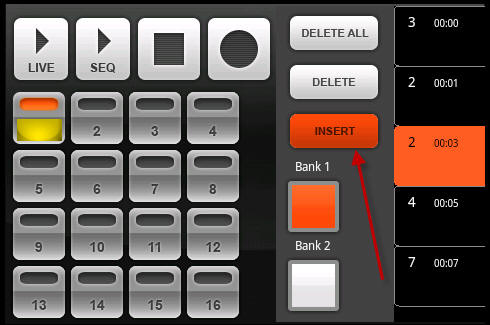 LIVE
SEQ
2
3
4
5
6
7
8
9
10
11
12
13
14
15
16
DELETE ALL
DELETE
INSERT
Bank 1
Bank 2
3 00:00
2 00:01
2 00:03
4 00:05
7 00:07